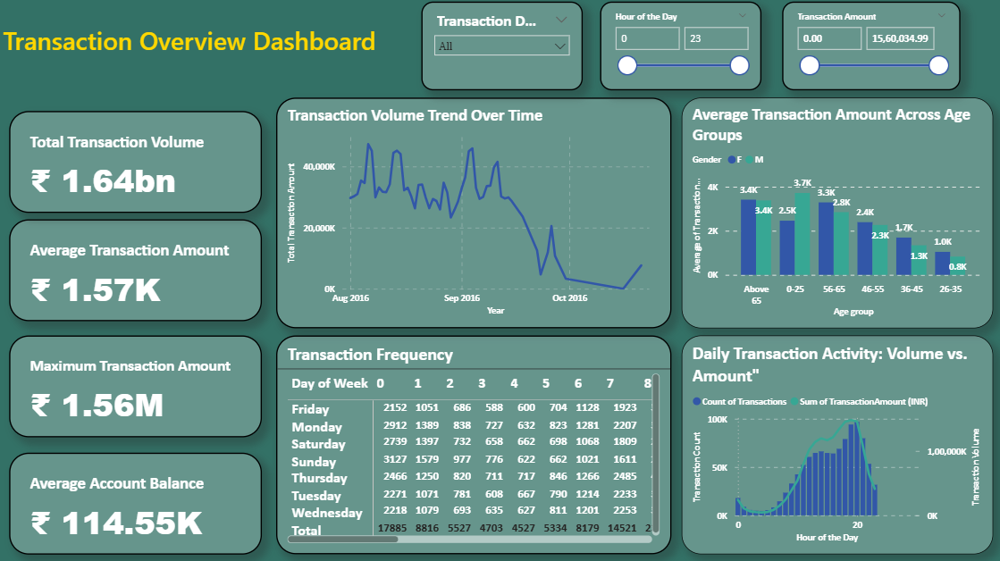 Transaction Overview Dashboard
Transaction D...
All
Hour of the Day
0 23
Transaction Amount
0.00 15,60,034.99
Total Transaction Volume
₹ 1.64bn
Average Transaction Amount
₹ 1.57K
Maximum Transaction Amount
₹ 1.56M
Average Account Balance
₹ 114.55K
Transaction Volume Trend Over Time
Total Transaction Amount
40,000K
20,000K
0K
Aug 2016 Sep 2016 Oct 2016
Year
Average Transaction Amount Across Age
Groups
Gender F M
Average of Transaction...
4K
2K
0K
3.4K 3.4K 2.5K 3.7K 3.3K 2.8K 2.4K 2.3K 1.7K 1.3K 1.0K 0.8K
Above
65
0-25 56-65 46-55 36-45 26-35
Age group
Transaction Frequency
Day of Week 0 1 2 3 4 5 6 7 8
Friday 2152 1051 686 588 600 704 1128 1923
Monday 2912 1389 838 727 632 823 1281 2207
Saturday 2739 1397 732 658 662 698 1068 1809
Sunday 3127 1579 977 776 622 662 1021 1611
Thursday 2466 1250 820 711 717 846 1266 2485
Tuesday 2271 1071 781 608 667 790 1214 2233
Wednesday 2218 1079 693 635 627 811 1201 2253
Total 17885 8816 5527 4703 4527 5334 8179 14521 2
Daily Transaction Activity: Volume vs.
Amount"
Count of Transactions Sum of TransactionAmount (INR)
Transaction Count
100K
50K
0K
1,00,000K
0K
Transaction Volume
0 20
Hour of the Day